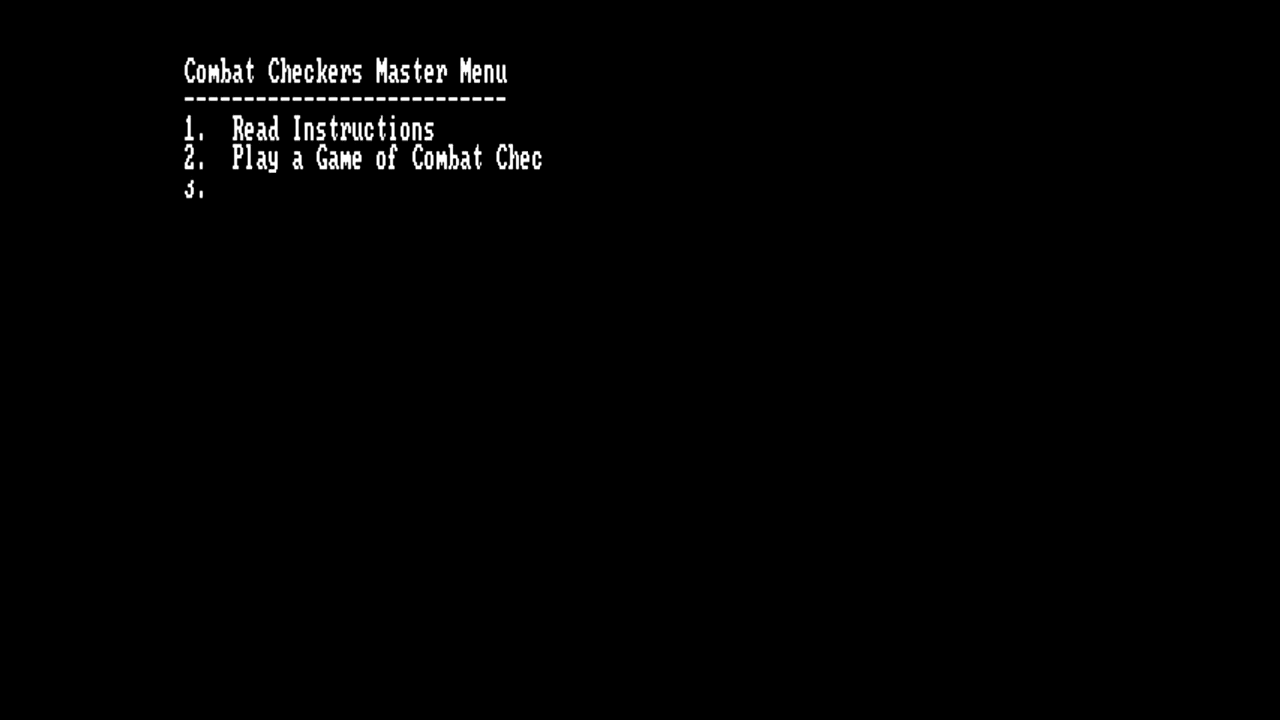 Combat Checkers Master Menu
---------------------------
1.  Read Instructions
2.  Play a Game of Combat Chec
3.